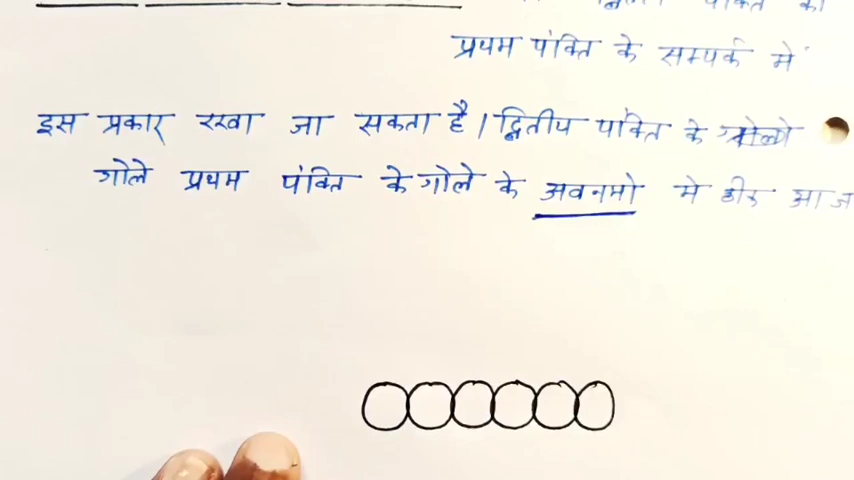 पंक्ति को
प्रथम पंक्ति के सम्पर्क में
इस प्रकार रखा जा सकता है। द्वितीय पंक्ति के
गोले प्रथम पंक्ति के गोले के अवनमो मे ठीक आ ज